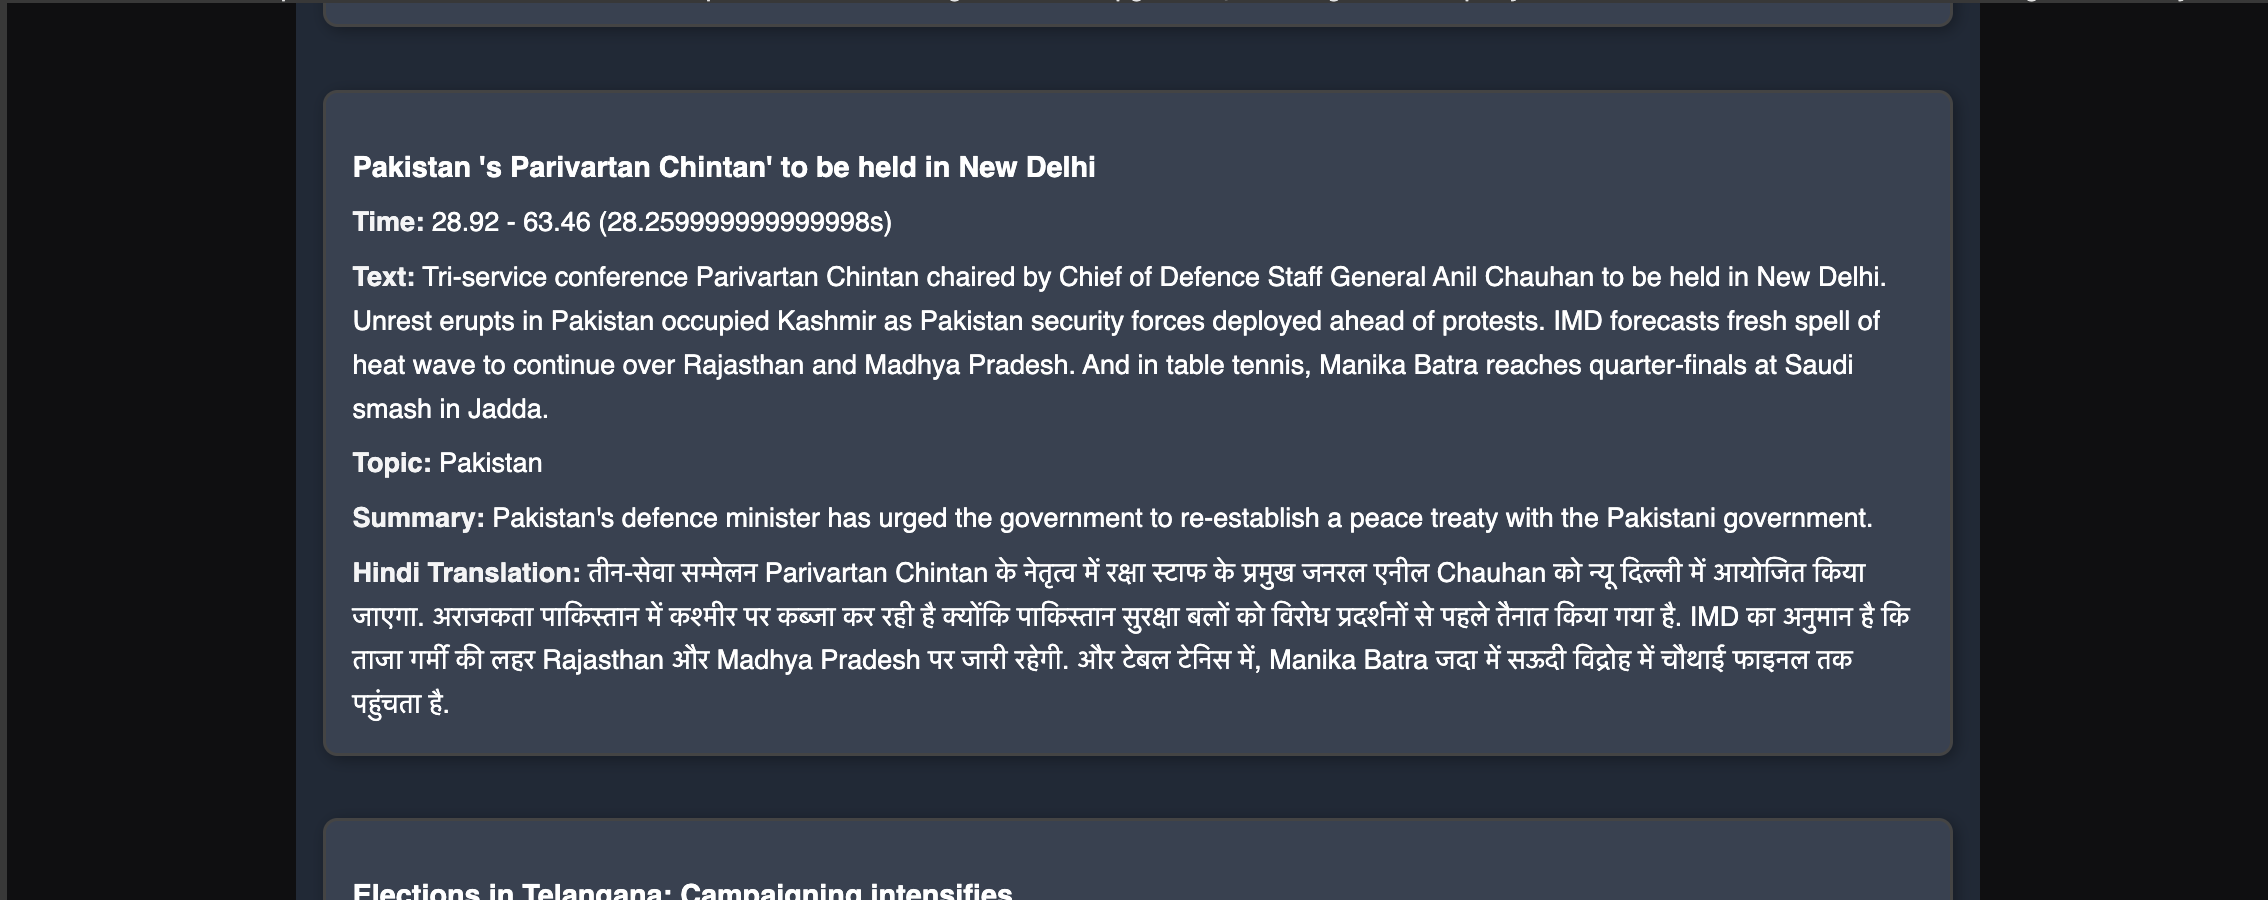 Pakistan 's Parivartan Chintan' to be held in New Delhi
Time: 28.92 - 63.46 (28.259999999999998s)
Text: Tri-service conference Parivartan Chintan chaired by Chief of Defence Staff General Anil Chauhan to be held in New Delhi.
Unrest erupts in Pakistan occupied Kashmir as Pakistan security forces deployed ahead of protests. IMD forecasts fresh spell of
heat wave to continue over Rajasthan and Madhya Pradesh. And in table tennis, Manika Batra reaches quarter-finals at Saudi
smash in Jadda.
Topic: Pakistan
Summary: Pakistan's defence minister has urged the government to re-establish a peace treaty with the Pakistani government.
Hindi Translation: तीन-सेवा सम्मेलन Parivartan Chintan के नेतृत्व में रक्षा स्टाफ के प्रमुख जनरल एनील Chauhan को न्यू दिल्ली में आयोजित किया
जाएगा. अराजकता पाकिस्तान में कश्मीर पर कब्जा कर रही है क्योंकि पाकिस्तान सुरक्षा बलों को विरोध प्रदर्शनों से पहले तैनात किया गया है. IMD का अनुमान है कि
ताजा गर्मी की लहर Rajasthan और Madhya Pradesh पर जारी रहेगी. और टेबल टेनिस में, Manika Batra जदा में सऊदी विद्रोह में चौथाई फाइनल तक
पहुंचता है.
Elections in Telangana: Campaigning intensifies